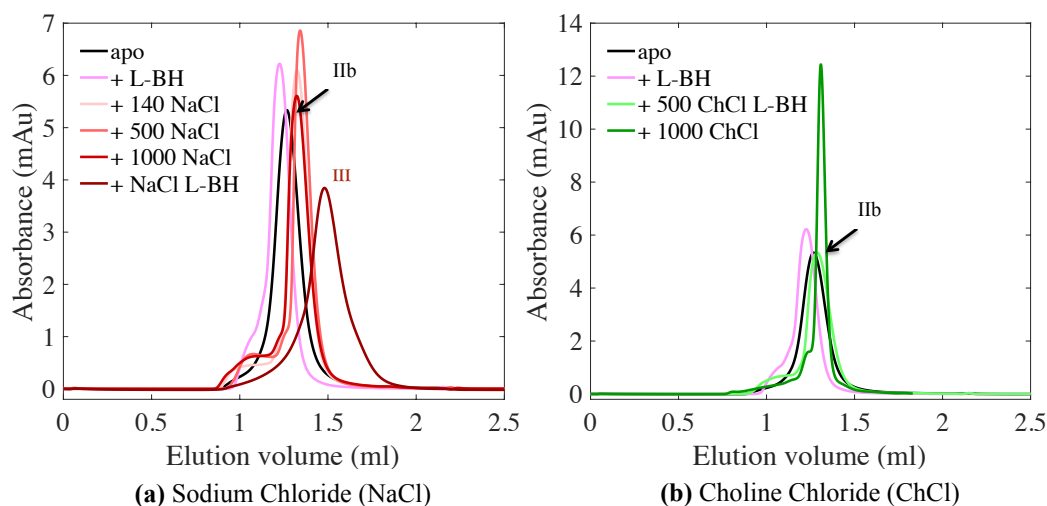 7
6
5
4
3
2
1
0
Absorbance (mAu)
apo
+ L-BH
+ 140 NaCl
+ 500 NaCl
+ 1000 NaCl
+ NaCl L-BH
IIb
III
0 0.5 1 1.5 2 2.5
Elution volume (ml)
(a) Sodium Chloride (NaCl)
14
12
10
8
6
4
2
0
Absorbance (mAu)
apo
+ L-BH
+ 500 ChCl L-BH
+ 1000 ChCl
IIb
0 0.5 1 1.5 2 2.5
Elution volume (ml)
(b) Choline Chloride (ChCl)